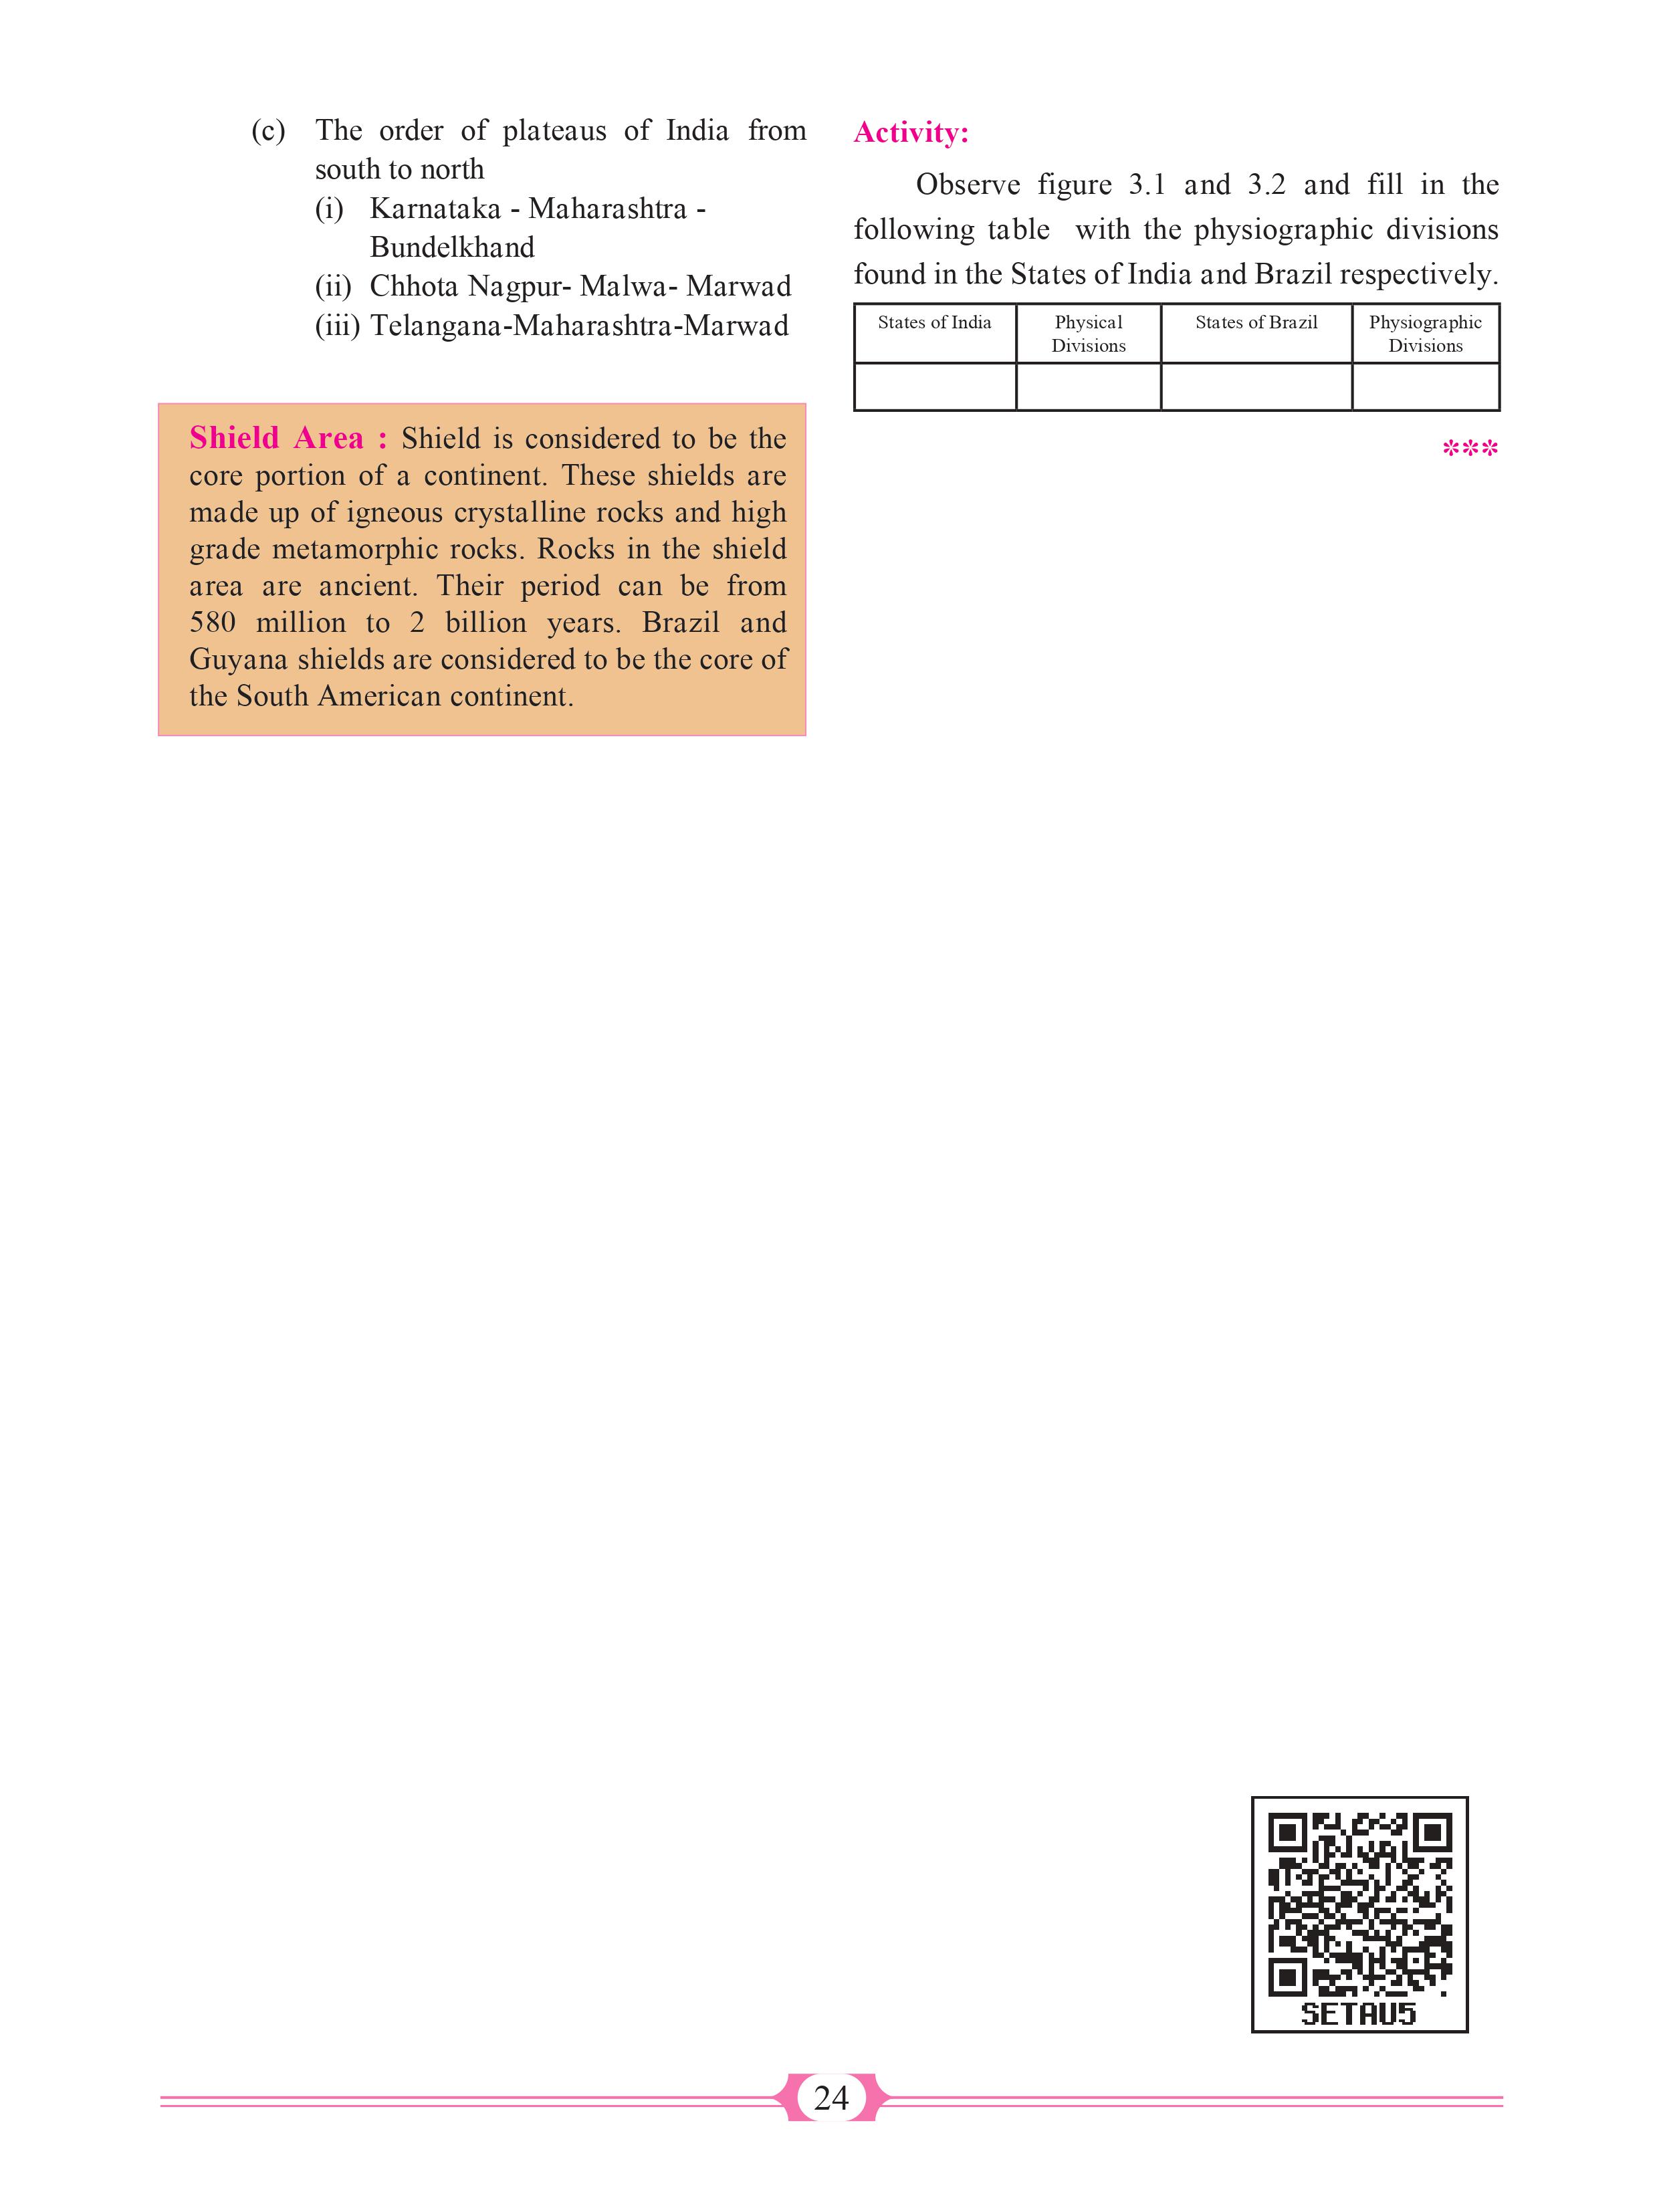 (c) The order of plateaus of India from
south to north
(i) Karnataka - Maharashtra -
Bundelkhand
(ii) Chhota Nagpur- Malwa- Marwad
(iii) Telangana-Maharashtra-Marwad
Shield Area : Shield is considered to be the
core portion of a continent. These shields are
made up of igneous crystalline rocks and high
grade metamorphic rocks. Rocks in the shield
area are ancient. Their period can be from
580 million to 2 billion years. Brazil and
Guyana shields are considered to be the core of
the South American continent.
Activity:
Observe figure 3.1 and 3.2 and fill in the
following table with the physiographic divisions
found in the States of India and Brazil respectively.
States of India
Physical
Divisions
States of Brazil
Physiographic
Divisions
***
SETAU5
24